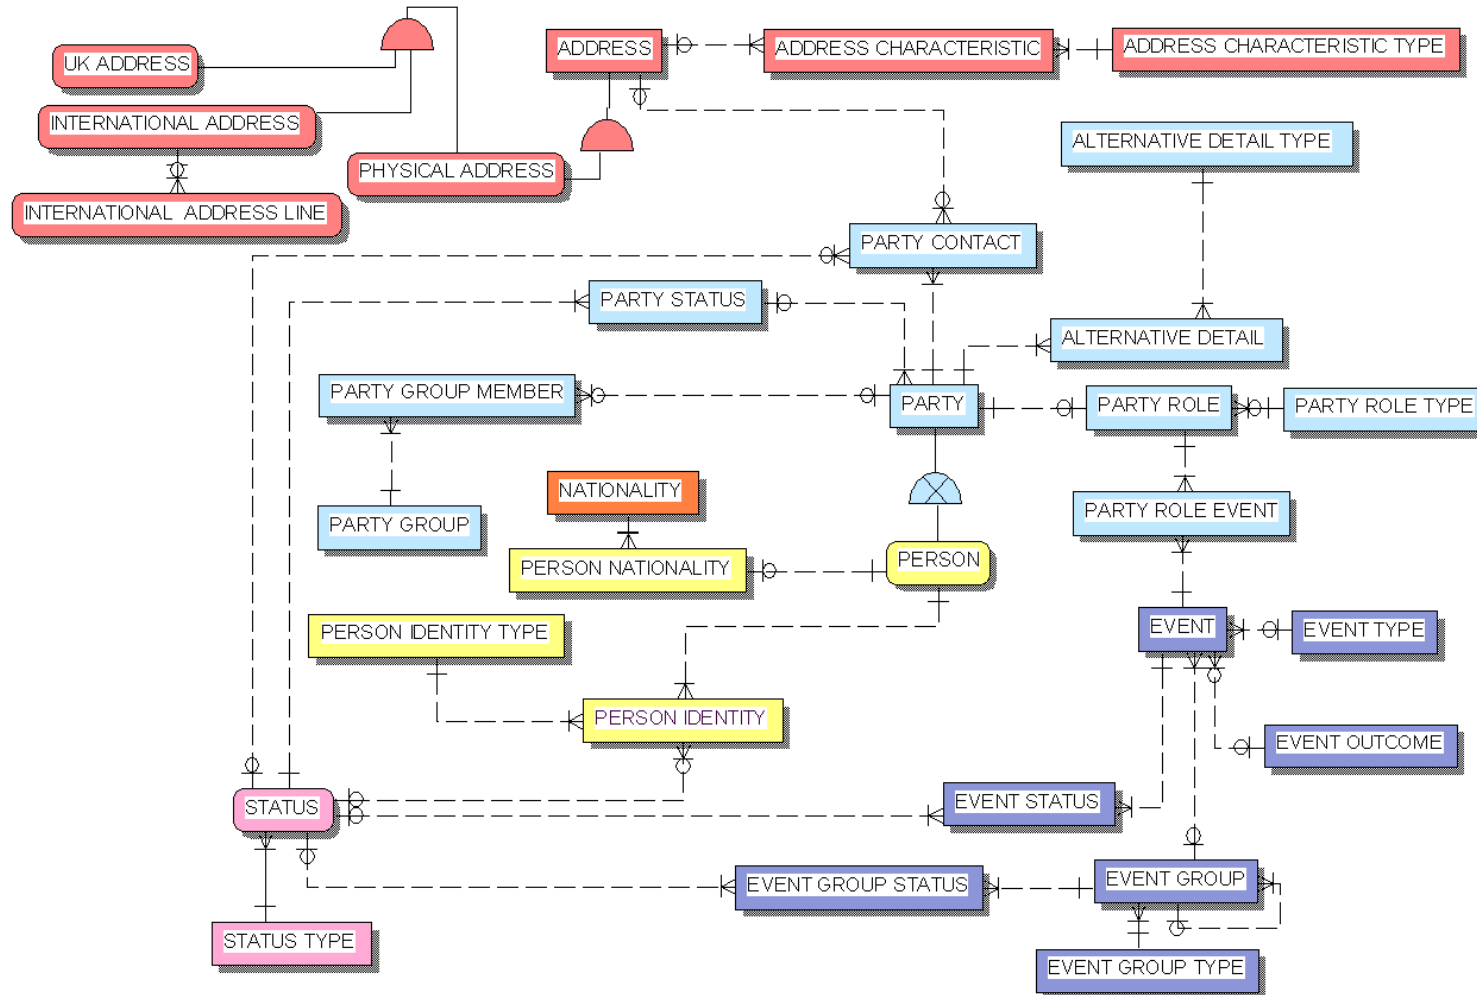 ADDRESS
ADDRESS CHARACTERISTIC
ADDRESS CHARACTERISTIC TYPE
UK ADDRESS
INTERNATIONAL ADDRESS
ALTERNATIVE DETAIL TYPE
PHYSICAL ADDRESS
INTERNATIONAL  ADDRESS LINE
PARTY CONTACT
PARTY STATUS
ALTERNATIVE DETAIL
PARTY GROUP MEMBER
PARTY
PARTY ROLE
PARTY ROLE TYPE
NATIONALITY
PARTY GROUP
PARTY ROLE EVENT
PERSON NATIONALITY
PERSON
PERSON IDENTITY TYPE
EVENT
EVENT TYPE
PERSON IDENTITY
EVENT OUTCOME
STATUS
EVENT STATUS
EVENT GROUP STATUS
EVENT GROUP
STATUS TYPE
EVENT GROUP TYPE